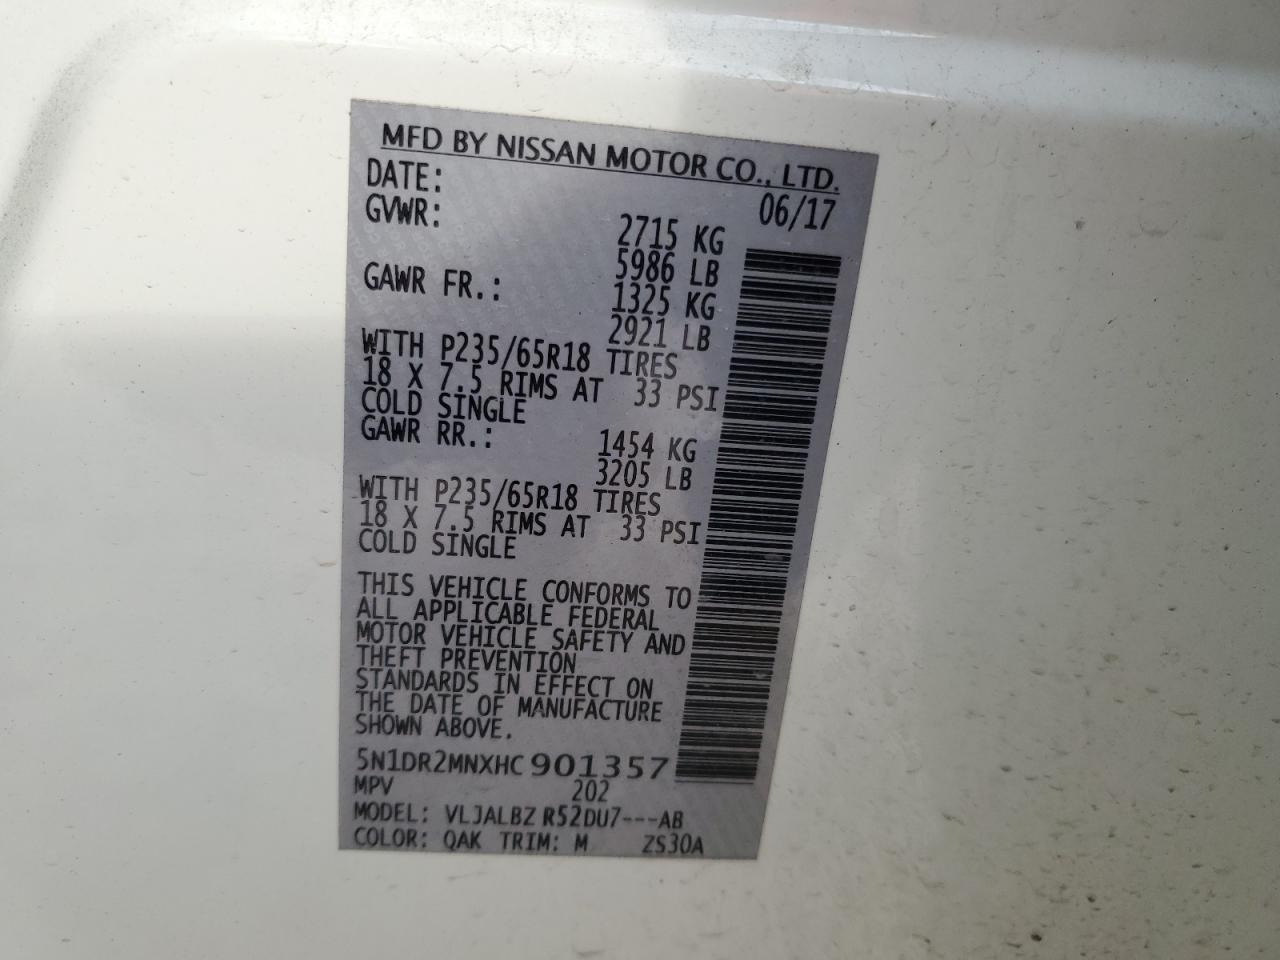 MFD BY NISSAN MOTOR CO., LTD.
DATE: 06/17
GVWR: 2715 KG
5986 LB
GAWR FR.: 1325 KG
2921 LB
WITH P235/65R18 TIRES
18 X 7.5 RIMS AT 33 PSI
COLD SINGLE
GAWR RR.: 1454 KG
3205 LB
WITH P235/65R18 TIRES
18 X 7.5 RIMS AT 33 PSI
COLD SINGLE
THIS VEHICLE CONFORMS TO
ALL APPLICABLE FEDERAL
MOTOR VEHICLE SAFETY AND
THEFT PREVENTION
STANDARDS IN EFFECT ON
THE DATE OF MANUFACTURE
SHOWN ABOVE.
5N1DR2MNXHC901357
MPV 202
MODEL: VLJALBZ R52DU7---AB
COLOR: QAK TRIM: M ZS30A